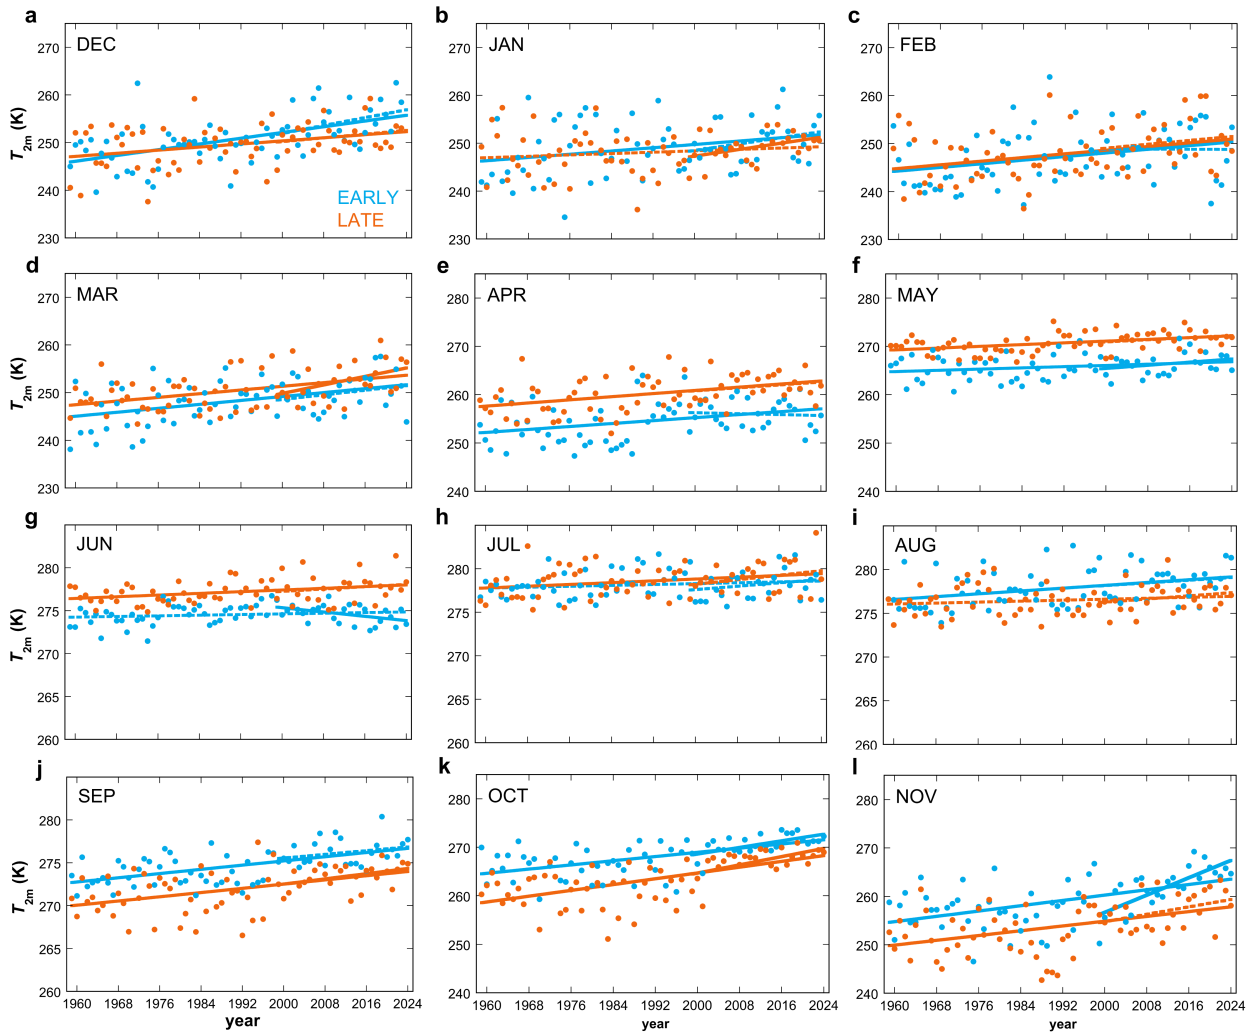 a
DEC
270
260
250
240
230
T2m (K)
EARLY
LATE
b
JAN
270
260
250
240
230
c
FEB
270
260
250
240
230
d
MAR
270
260
250
240
230
T2m (K)
e
APR
280
270
260
250
240
f
MAY
280
270
260
250
240
g
JUN
280
275
270
265
260
T2m (K)
h
JUL
280
275
270
265
260
i
AUG
280
275
270
265
260
j
SEP
280
275
270
265
260
T2m (K)
1960 1968 1976 1984 1992 2000 2008 2016 2024
year
k
OCT
280
270
260
250
240
1960 1968 1976 1984 1992 2000 2008 2016 2024
year
l
NOV
280
270
260
250
240
1960 1968 1976 1984 1992 2000 2008 2016 2024
year